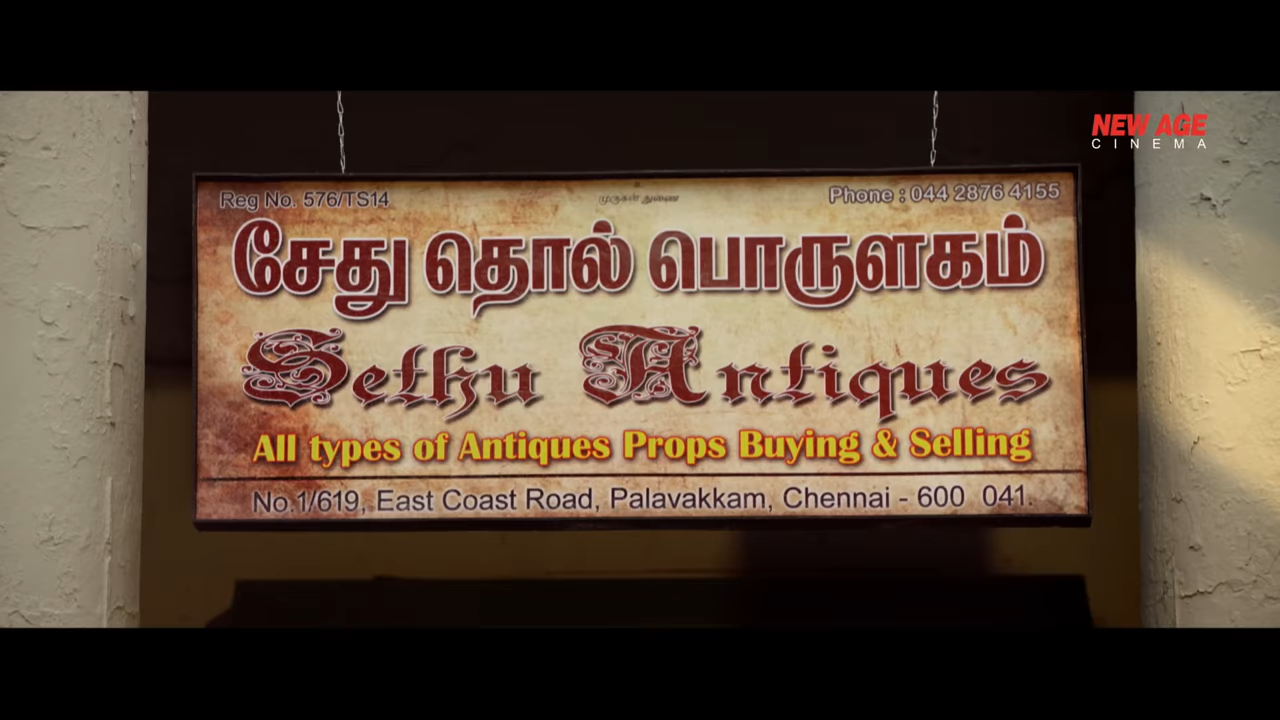 NEW AGE
CINEMA
Reg No. 576/TS14
முருகன் துணை
Phone : 044 2876 4155
சேது தொல் பொருளகம்
Sethu Antiques
All types of Antiques Props Buying & Selling
No.1/619, East Coast Road, Palavakkam, Chennai - 600 041.